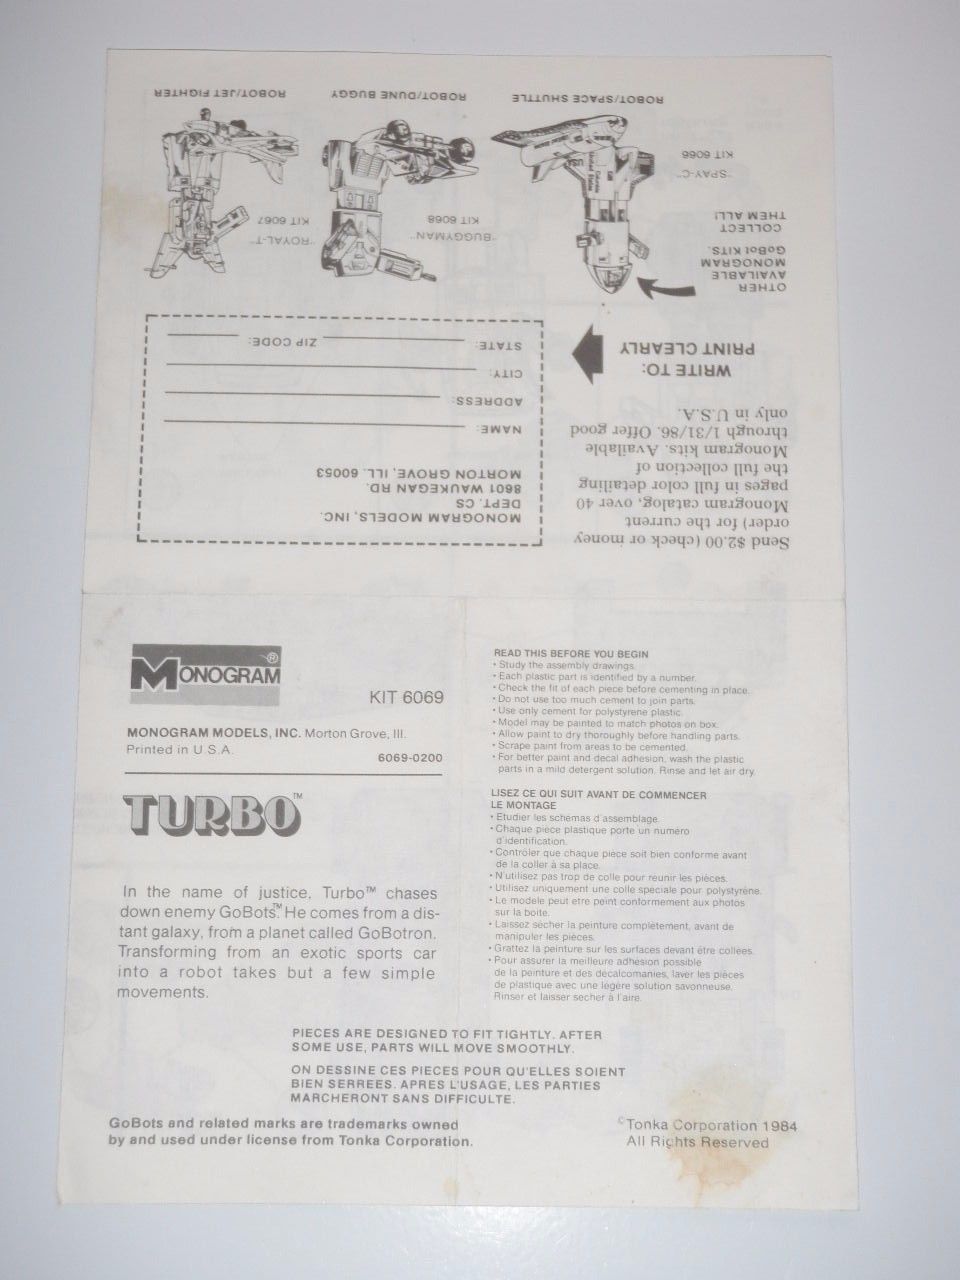 ROBOT/SPACE SHUTTLE
ROBOT/DUNE BUGGY
ROBOT/JET FIGHTER
"SPAY-C"
KIT 6066
"BUGGYMAN"
KIT 6068
"ROYAL-T"
KIT 6067
OTHER
AVAILABLE
MONOGRAM
GoBot KITS.
COLLECT
THEM ALL!
WRITE TO:
PRINT CLEARLY
Send $2.00 (check or money
order) for the current
Monogram catalog, over 40
pages in full color detailing
the full collection of
Monogram kits. Available
through 1/31/86. Offer good
only in U.S.A.
MONOGRAM MODELS, INC.
DEPT. CS
8601 WAUKEGAN RD.
MORTON GROVE, ILL. 60053
NAME:
ADDRESS:
CITY:
STATE: ZIP CODE:
MONOGRAM ®
KIT 6069
MONOGRAM MODELS, INC. Morton Grove, Ill.
Printed in U.S.A.
6069-0200
TURBO™
In the name of justice, Turbo™ chases
down enemy GoBots™. He comes from a dis-
tant galaxy, from a planet called GoBotron.
Transforming from an exotic sports car
into a robot takes but a few simple
movements.
READ THIS BEFORE YOU BEGIN
• Study the assembly drawings.
• Each plastic part is identified by a number.
• Check the fit of each piece before cementing in place.
• Do not use too much cement to join parts.
• Use only cement for polystyrene plastic.
• Model may be painted to match photos on box.
• Allow paint to dry thoroughly before handling parts.
• Scrape paint from areas to be cemented.
• For better paint and decal adhesion, wash the plastic
parts in a mild detergent solution. Rinse and let air dry.
LISEZ CE QUI SUIT AVANT DE COMMENCER
LE MONTAGE
• Etudier les schémas d'assemblage.
• Chaque pièce plastique porte un numéro
d'identification.
• Contrôler que chaque pièce soit bien conforme avant
de la coller à sa place.
• N'utilisez pas trop de colle pour reunir les pièces.
• Utilisez uniquement une colle speciale pour polystyrène.
• Le modele peut etre peint conformement aux photos
sur la boite.
• Laissez sécher la peinture complètement, avant de
manipuler les pièces.
• Grattez la peinture sur les surfaces devant être collées.
• Pour assurer la meilleure adhésion possible
de la peinture et des décalcomanies, laver les pièces
de plastique avec une légère solution savonneuse.
Rinser et laisser secher à l'aire.
PIECES ARE DESIGNED TO FIT TIGHTLY. AFTER
SOME USE, PARTS WILL MOVE SMOOTHLY.
ON DESSINE CES PIECES POUR QU'ELLES SOIENT
BIEN SERREES. APRES L'USAGE, LES PARTIES
MARCHERONT SANS DIFFICULTE.
GoBots and related marks are trademarks owned
by and used under license from Tonka Corporation.
©Tonka Corporation 1984
All Rights Reserved